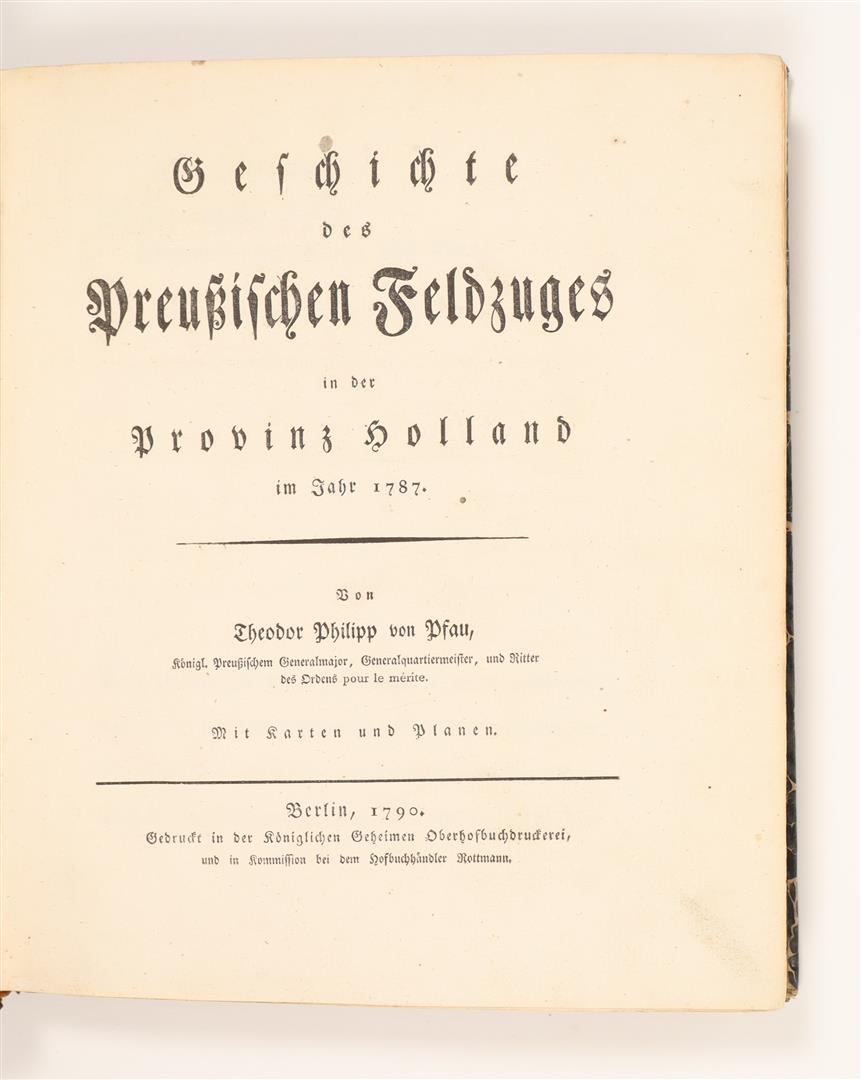 Geſchichte
des
Preußiſchen Feldzuges
in der
Provinz Holland
im Jahr 1787.
Von
Theodor Philipp von Pfau,
Königl. Preußiſchem Generalmajor, Generalquartiermeiſter, und Ritter
des Ordens pour le mérite.
Mit Karten und Planen.
Berlin, 1790.
Gedruckt in der Königlichen Geheimen Oberhofbuchdruckerei,
und in Kommiſſion bei dem Hofbuchhändler Rottmann.